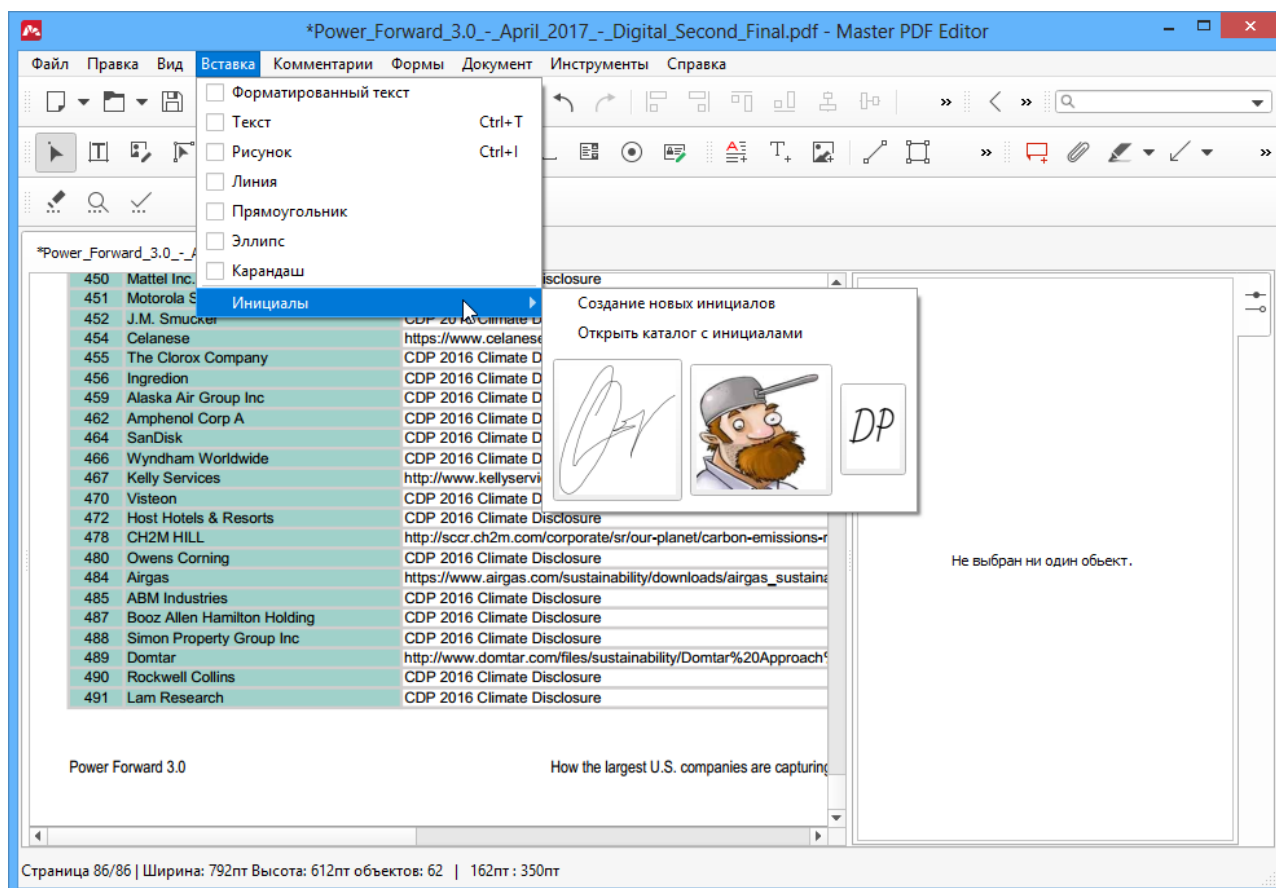 *Power_Forward_3.0_-_April_2017_-_Digital_Second_Final.pdf - Master PDF Editor
Файл Правка Вид Вставка Комментарии Формы Документ Инструменты Справка
Форматированный текст
Текст Ctrl+T
Рисунок Ctrl+I
Линия
Прямоугольник
Эллипс
Карандаш
Инициалы
Создание новых инициалов
Открыть каталог с инициалами
DP
*Power_Forward_3.0_-_
450 Mattel Inc. isclosure
451 Motorola S
452 J.M. Smucker CDP 20 Climate D
454 Celanese https://www.celanese
455 The Clorox Company CDP 2016 Climate D
456 Ingredion CDP 2016 Climate D
459 Alaska Air Group Inc CDP 2016 Climate D
462 Amphenol Corp A CDP 2016 Climate D
464 SanDisk CDP 2016 Climate D
466 Wyndham Worldwide CDP 2016 Climate D
467 Kelly Services http://www.kellyservi
470 Visteon CDP 2016 Climate D
472 Host Hotels & Resorts CDP 2016 Climate Disclosure
478 CH2M HILL http://sccr.ch2m.com/corporate/sr/our-planet/carbon-emissions-r
480 Owens Corning CDP 2016 Climate Disclosure
484 Airgas https://www.airgas.com/sustainability/downloads/airgas_sustaina
485 ABM Industries CDP 2016 Climate Disclosure
487 Booz Allen Hamilton Holding CDP 2016 Climate Disclosure
488 Simon Property Group Inc CDP 2016 Climate Disclosure
489 Domtar http://www.domtar.com/files/sustainability/Domtar%20Approach%
490 Rockwell Collins CDP 2016 Climate Disclosure
491 Lam Research CDP 2016 Climate Disclosure
Не выбран ни один обьект.
Power Forward 3.0 How the largest U.S. companies are capturing
Страница 86/86 | Ширина: 792пт Высота: 612пт объектов: 62 | 162пт : 350пт